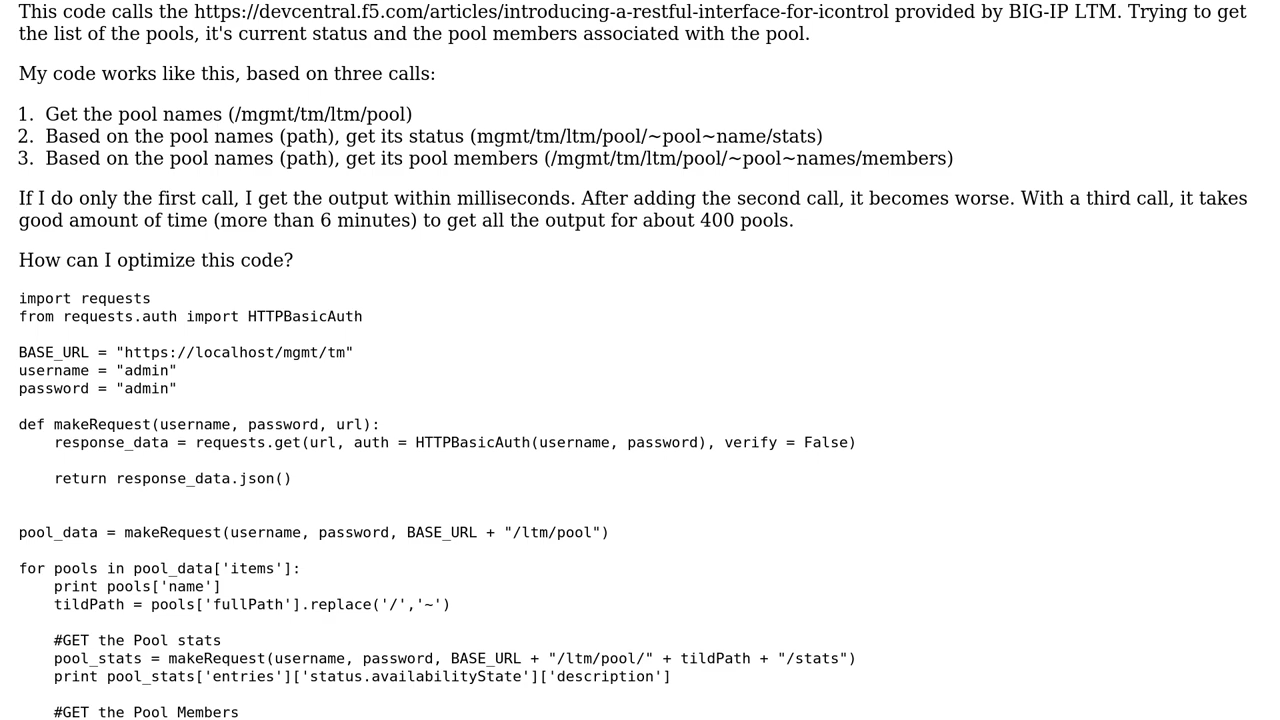 This code calls the https://devcentral.f5.com/articles/introducing-a-restful-interface-for-icontrol provided by BIG-IP LTM. Trying to get
the list of the pools, it's current status and the pool members associated with the pool.
My code works like this, based on three calls:
1. Get the pool names (/mgmt/tm/ltm/pool)
2. Based on the pool names (path), get its status (mgmt/tm/ltm/pool/~pool~name/stats)
3. Based on the pool names (path), get its pool members (/mgmt/tm/ltm/pool/~pool~names/members)
If I do only the first call, I get the output within milliseconds. After adding the second call, it becomes worse. With a third call, it takes
good amount of time (more than 6 minutes) to get all the output for about 400 pools.
How can I optimize this code?
import requests
from requests.auth import HTTPBasicAuth
BASE_URL = "https://localhost/mgmt/tm"
username = "admin"
password = "admin"
def makeRequest(username, password, url):
    response_data = requests.get(url, auth = HTTPBasicAuth(username, password), verify = False)
    return response_data.json()
pool_data = makeRequest(username, password, BASE_URL + "/ltm/pool")
for pools in pool_data['items']:
    print pools['name']
    tildPath = pools['fullPath'].replace('/','~')
    #GET the Pool stats
    pool_stats = makeRequest(username, password, BASE_URL + "/ltm/pool/" + tildPath + "/stats")
    print pool_stats['entries']['status.availabilityState']['description']
    #GET the Pool Members